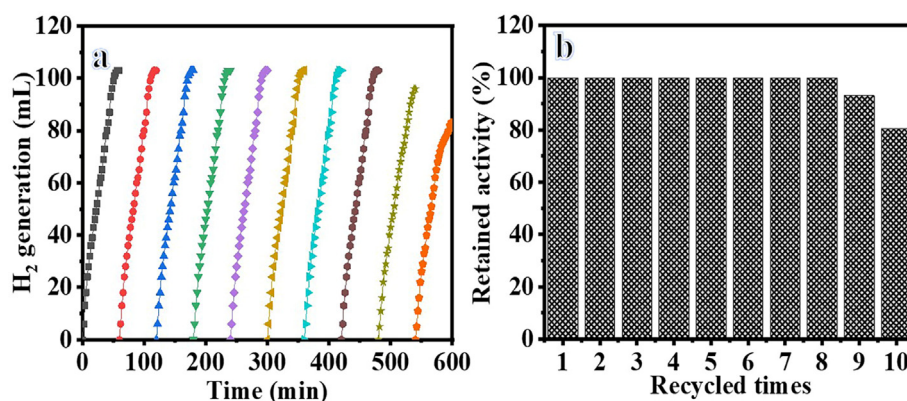 a
H2 generation (mL)
120
100
80
60
40
20
0
0 100 200 300 400 500 600
Time (min)
b
Retained activity (%)
120
100
80
60
40
20
0
1 2 3 4 5 6 7 8 9 10
Recycled times